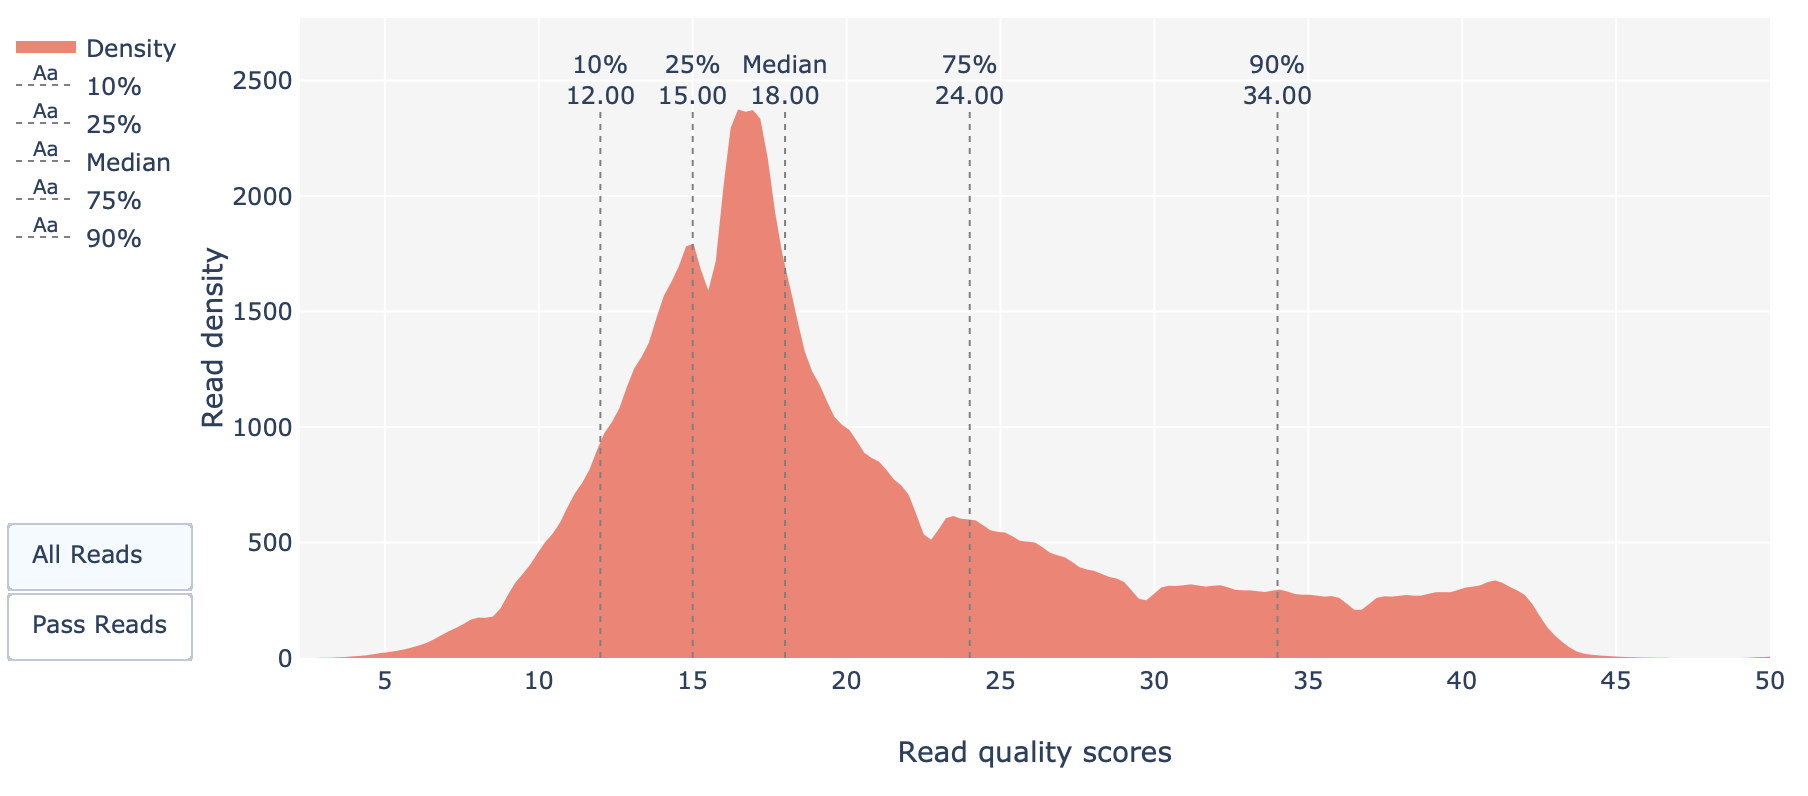 Density
Aa
10%
Aa
25%
Aa
Median
Aa
75%
Aa
90%
All Reads
Pass Reads
10% 25% Median 75% 90%
12.00 15.00 18.00 24.00 34.00
Read density
2500
2000
1500
1000
500
0
5 10 15 20 25 30 35 40 45 50
Read quality scores